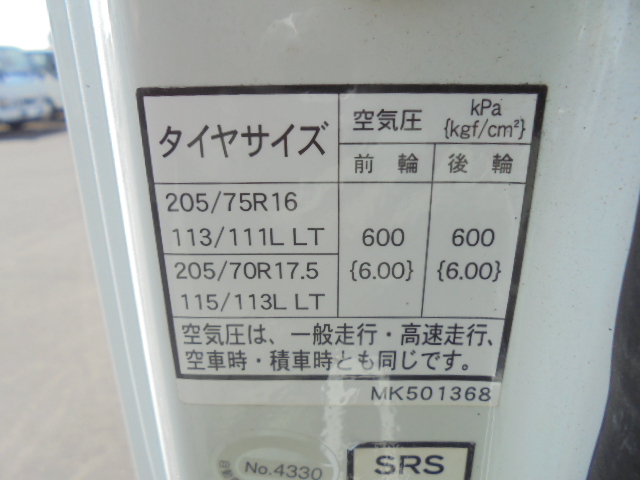 タイヤサイズ
空気圧 kPa
{kgf/cm²}
前輪 後輪
205/75R16
113/111L LT 600 600
205/70R17.5 {6.00} {6.00}
115/113L LT
空気圧は、一般走行・高速走行、
空車時・積車時とも同じです。
MK501368
No.4330
SRS